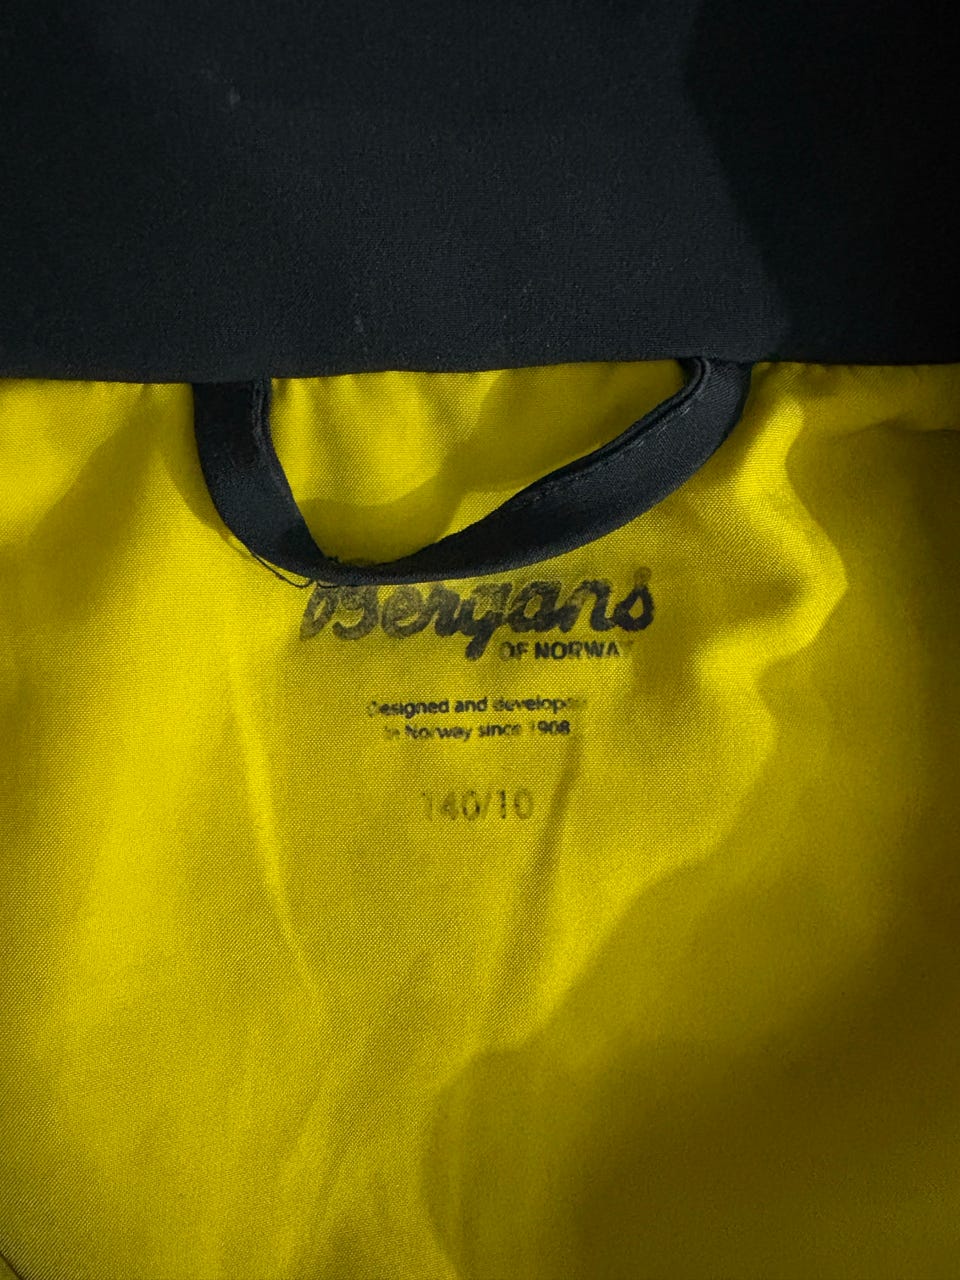 Bergans
OF NORWAY
designed and developed
in Norway since 1908
140/10